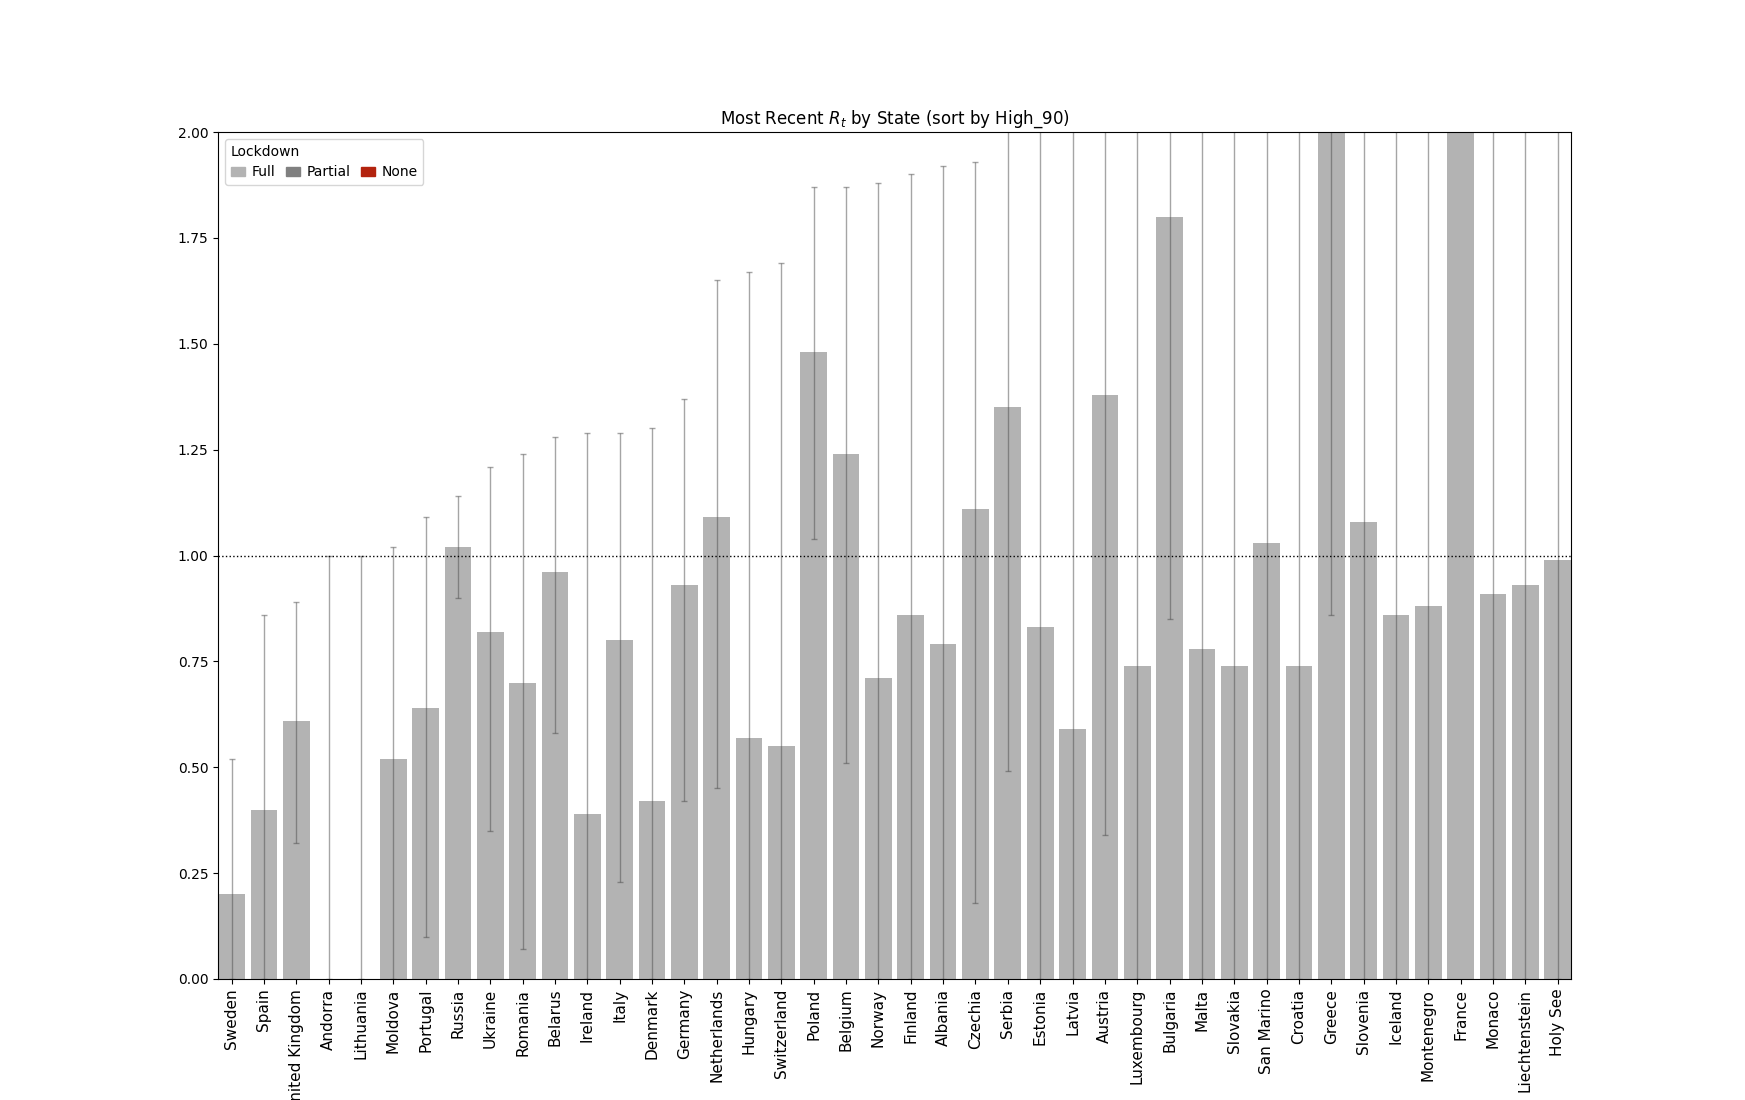 Most Recent R_t by State (sort by High_90)
Lockdown
Full Partial None
2.00
1.75
1.50
1.25
1.00
0.75
0.50
0.25
0.00
Sweden
Spain
nited Kingdom
Andorra
Lithuania
Moldova
Portugal
Russia
Ukraine
Romania
Belarus
Ireland
Italy
Denmark
Germany
Netherlands
Hungary
Switzerland
Poland
Belgium
Norway
Finland
Albania
Czechia
Serbia
Estonia
Latvia
Austria
Luxembourg
Bulgaria
Malta
Slovakia
San Marino
Croatia
Greece
Slovenia
Iceland
Montenegro
France
Monaco
Liechtenstein
Holy See